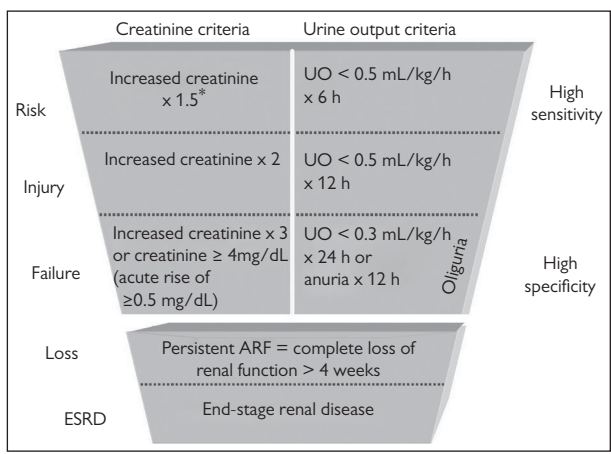 Creatinine criteria
Urine output criteria
Risk
Increased creatinine
x 1.5*
UO < 0.5 mL/kg/h
x 6 h
High
sensitivity
Injury
Increased creatinine x 2
UO < 0.5 mL/kg/h
x 12 h
Failure
Increased creatinine x 3
or creatinine ≥ 4mg/dL
(acute rise of
≥0.5 mg/dL)
UO < 0.3 mL/kg/h
x 24 h or
anuria x 12 h
Oliguria
High
specificity
Loss
Persistent ARF = complete loss of
renal function > 4 weeks
ESRD
End-stage renal disease